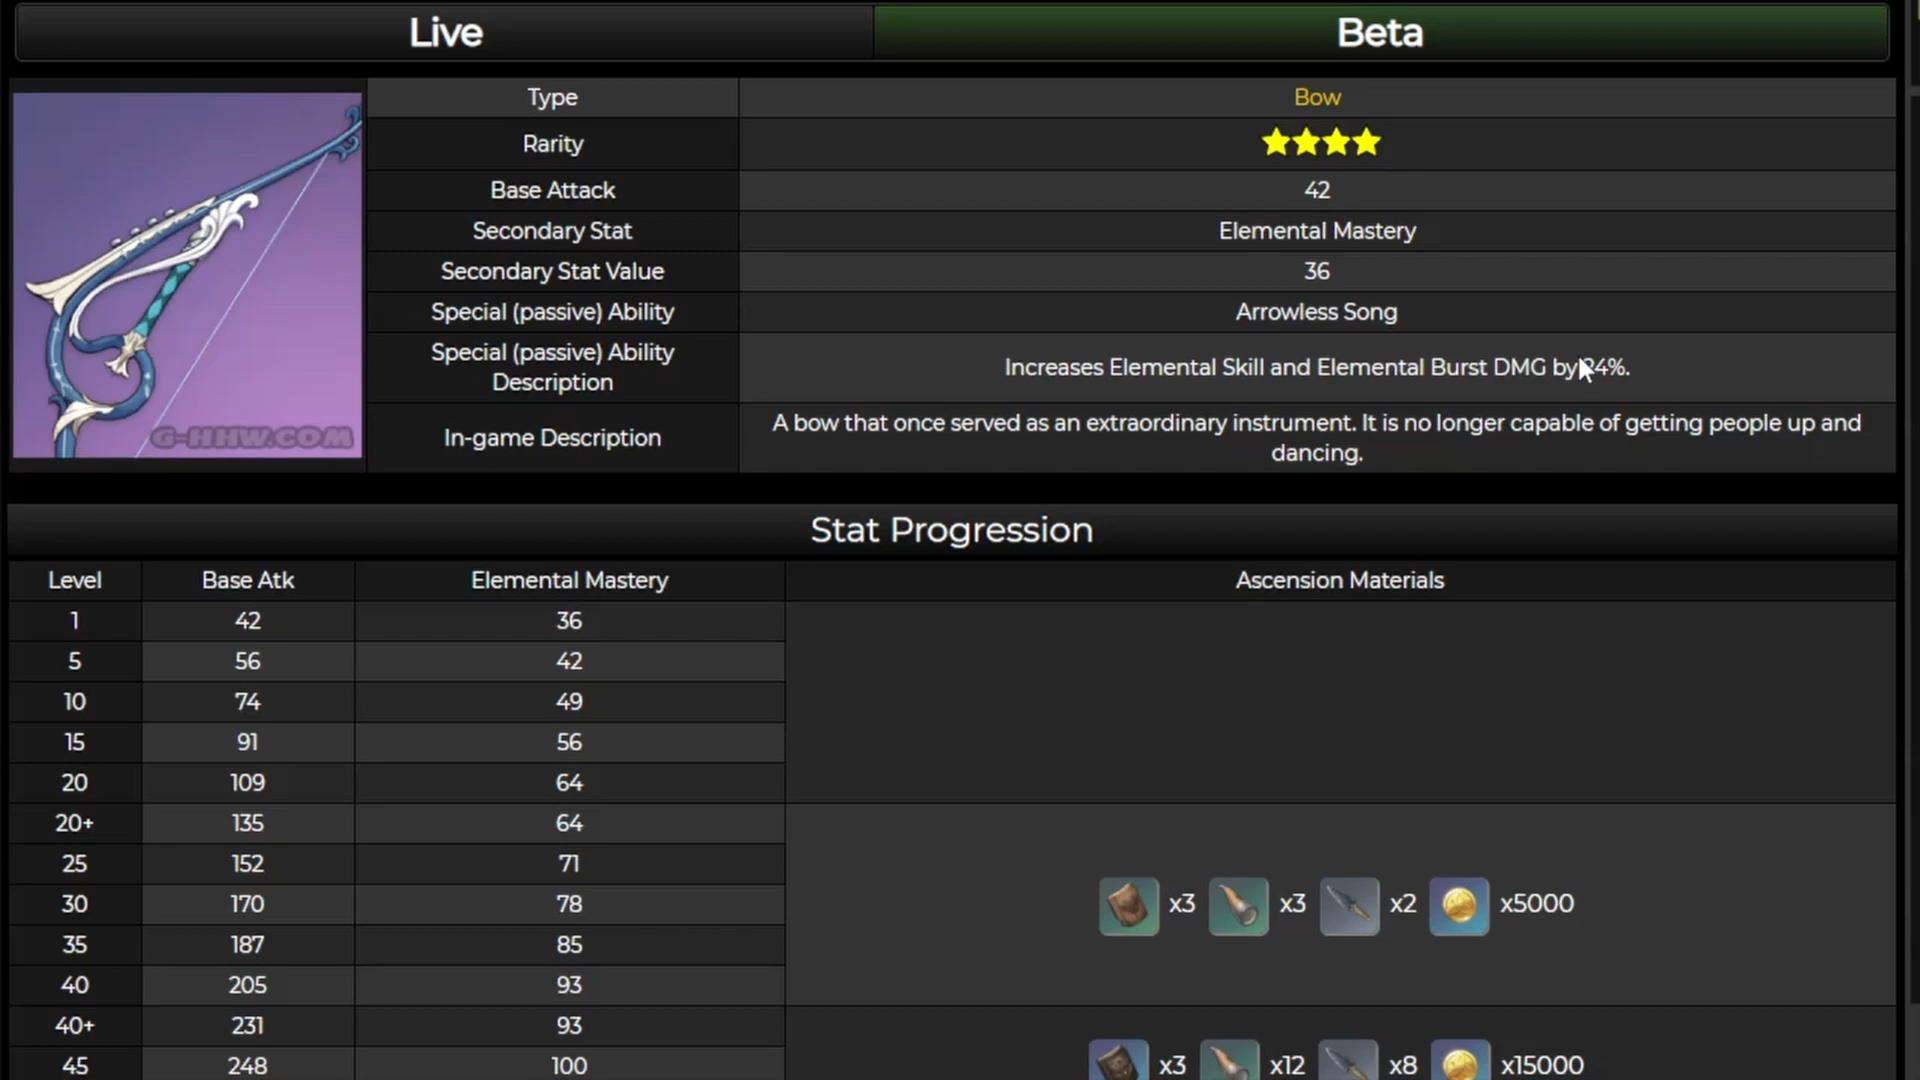 Live Beta
Type Bow
Rarity
Base Attack 42
Secondary Stat Elemental Mastery
Secondary Stat Value 36
Special (passive) Ability Arrowless Song
Special (passive) Ability
Description
Increases Elemental Skill and Elemental Burst DMG by
In-game Description
A bow that once served as an extraordinary instrument. It is no longer capable of getting people up and
dancing.
G-HHW.COM
Stat Progression
Level Base Atk Elemental Mastery Ascension Materials
1 42 36
5 56 42
10 74 49
15 91 56
20 109 64
20+ 135 64
25 152 71
30 170 78
x3 x3 x2 x5000
35 187 85
40 205 93
40+ 231 93
45 248 100
x3 x12 x8 x15000